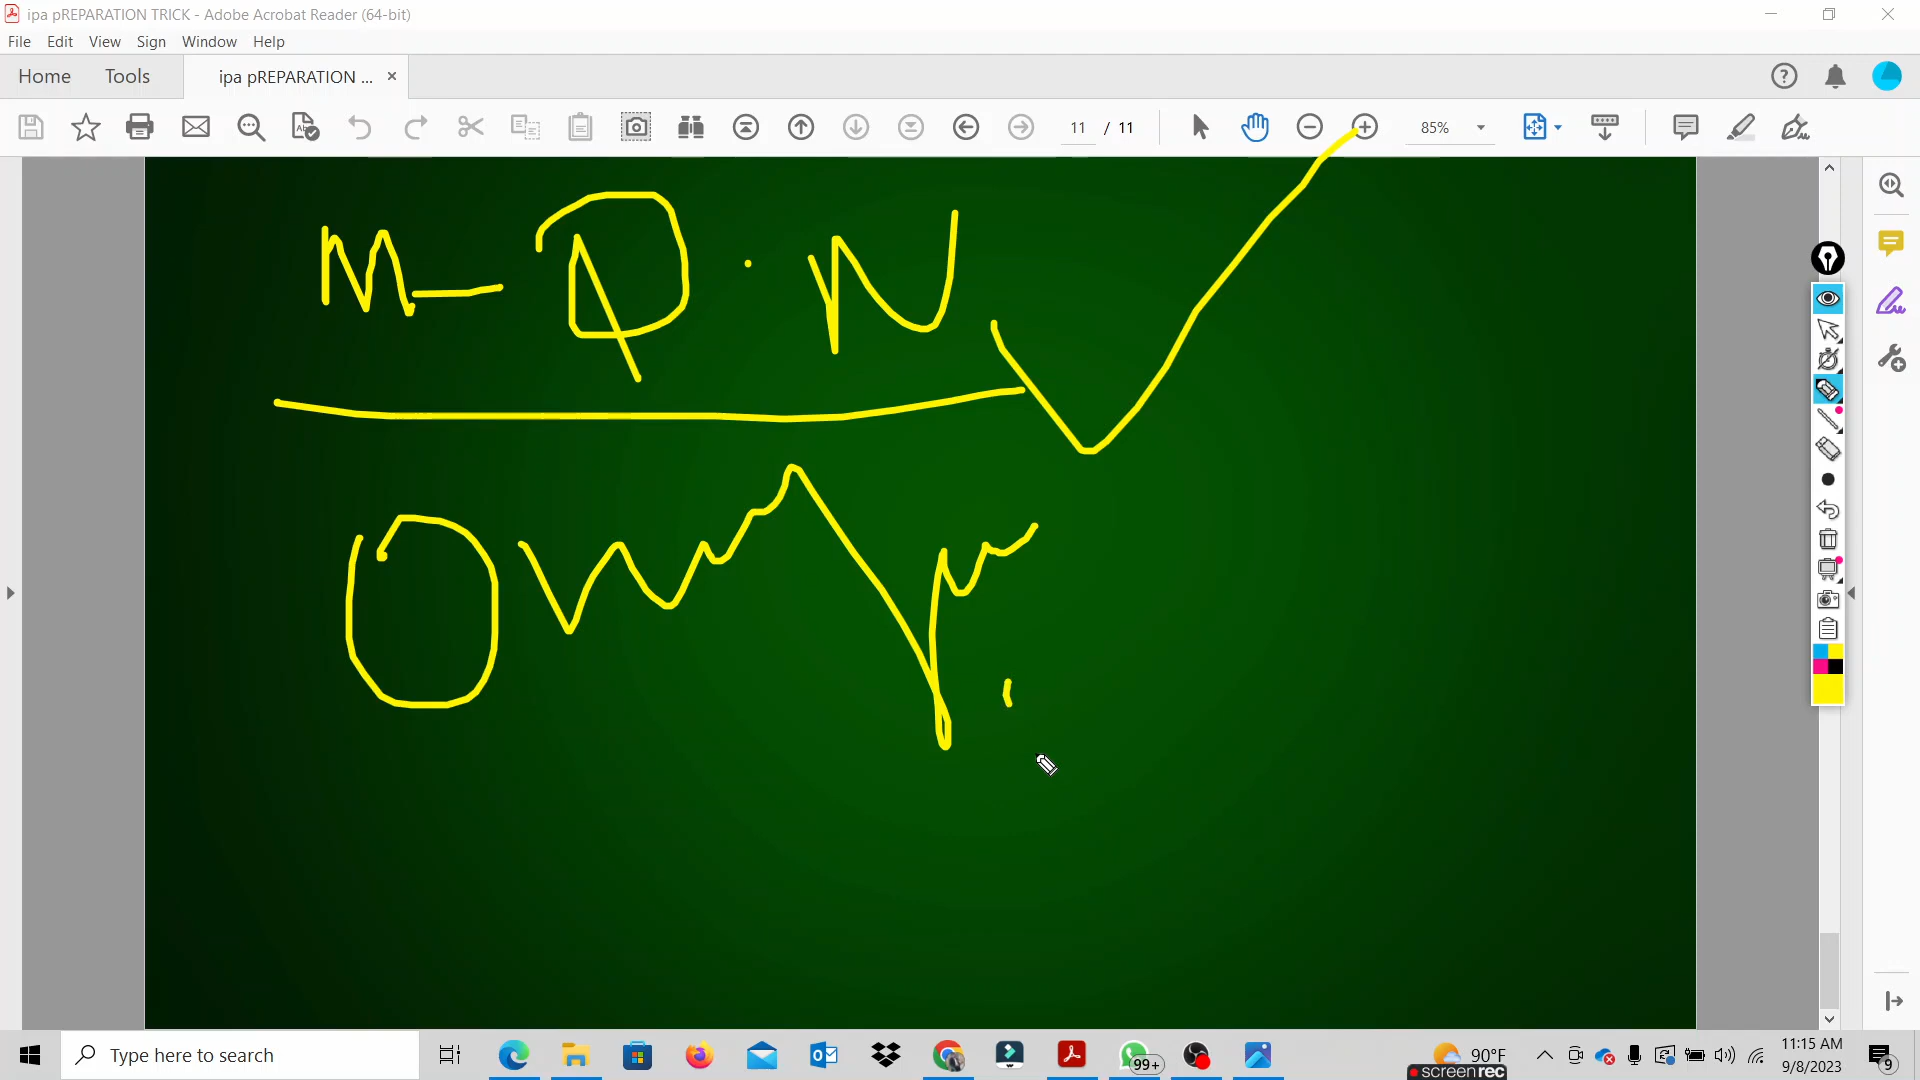 ipa pREPARATION TRICK - Adobe Acrobat Reader (64-bit)
File Edit View Sign Window Help
Home Tools ipa pREPARATION ... ×
11 / 11 85%
M - D . N
99+
Type here to search
90°F
11:15 AM
9/8/2023
9
screenrec